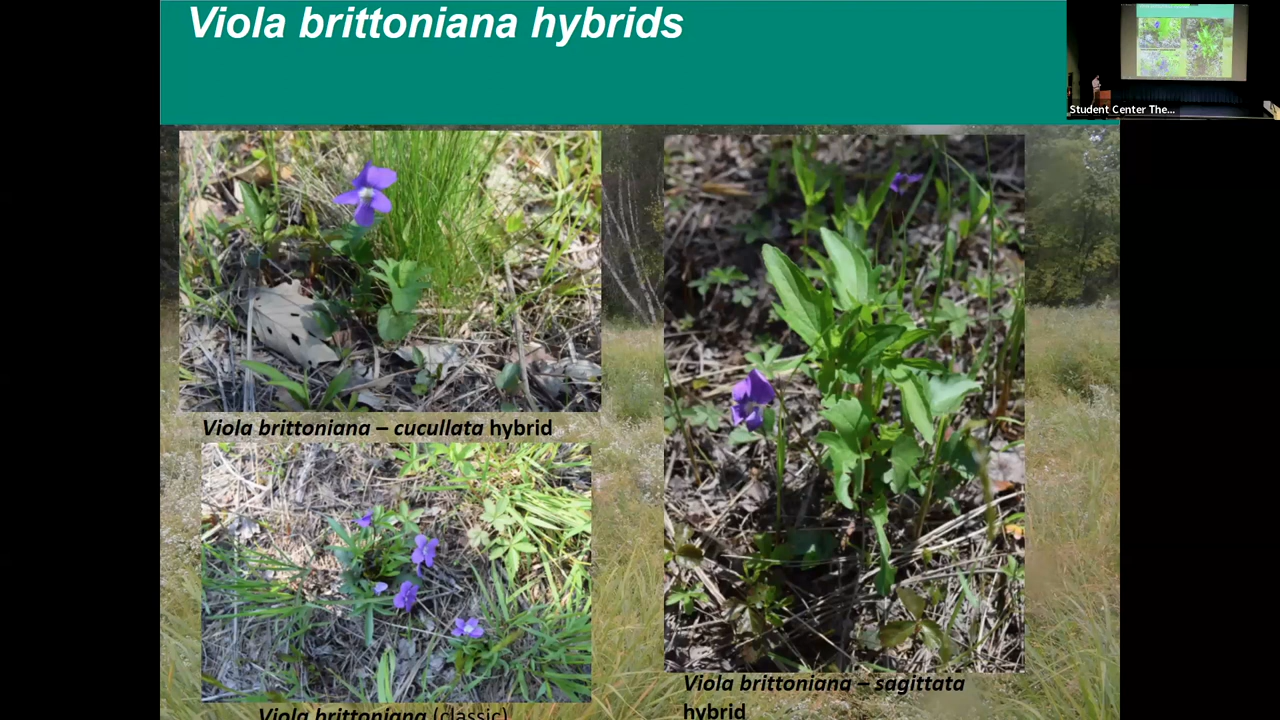 Viola brittoniana hybrids
Student Center The...
Viola brittoniana – cucullata hybrid
Viola brittoniana (classic)
Viola brittoniana – sagittata
hybrid